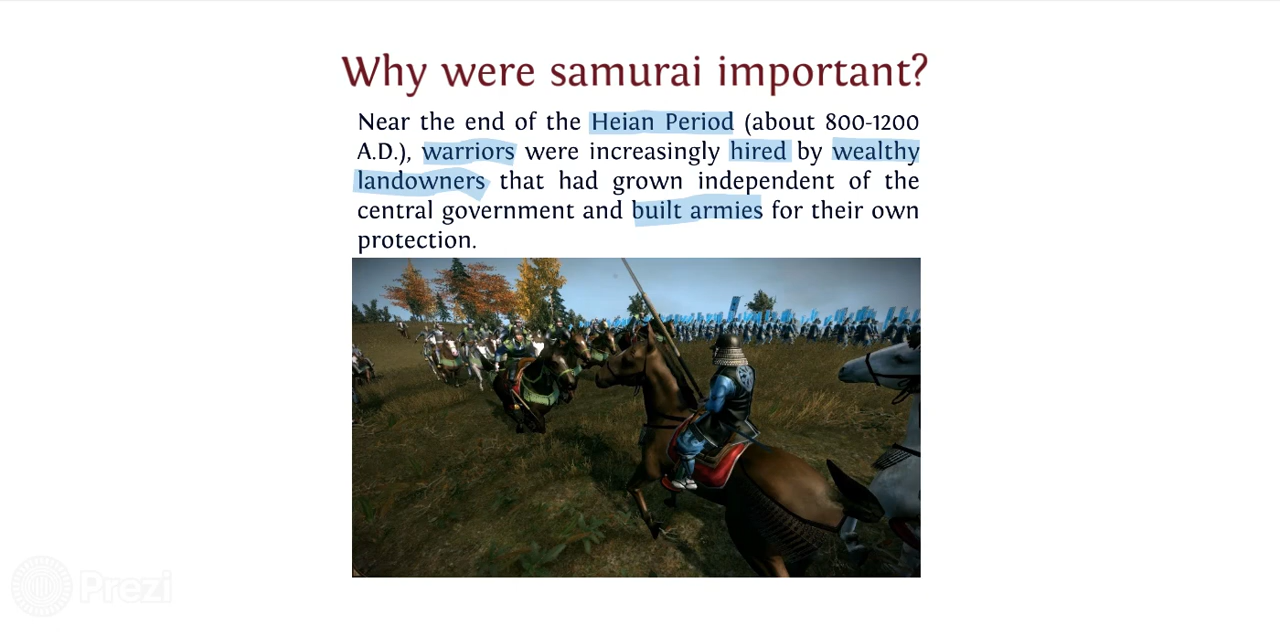 Why were samurai important?
Near the end of the Heian Period (about 800-1200
A.D.), warriors were increasingly hired by wealthy
landowners that had grown independent of the
central government and built armies for their own
protection.
Prezi